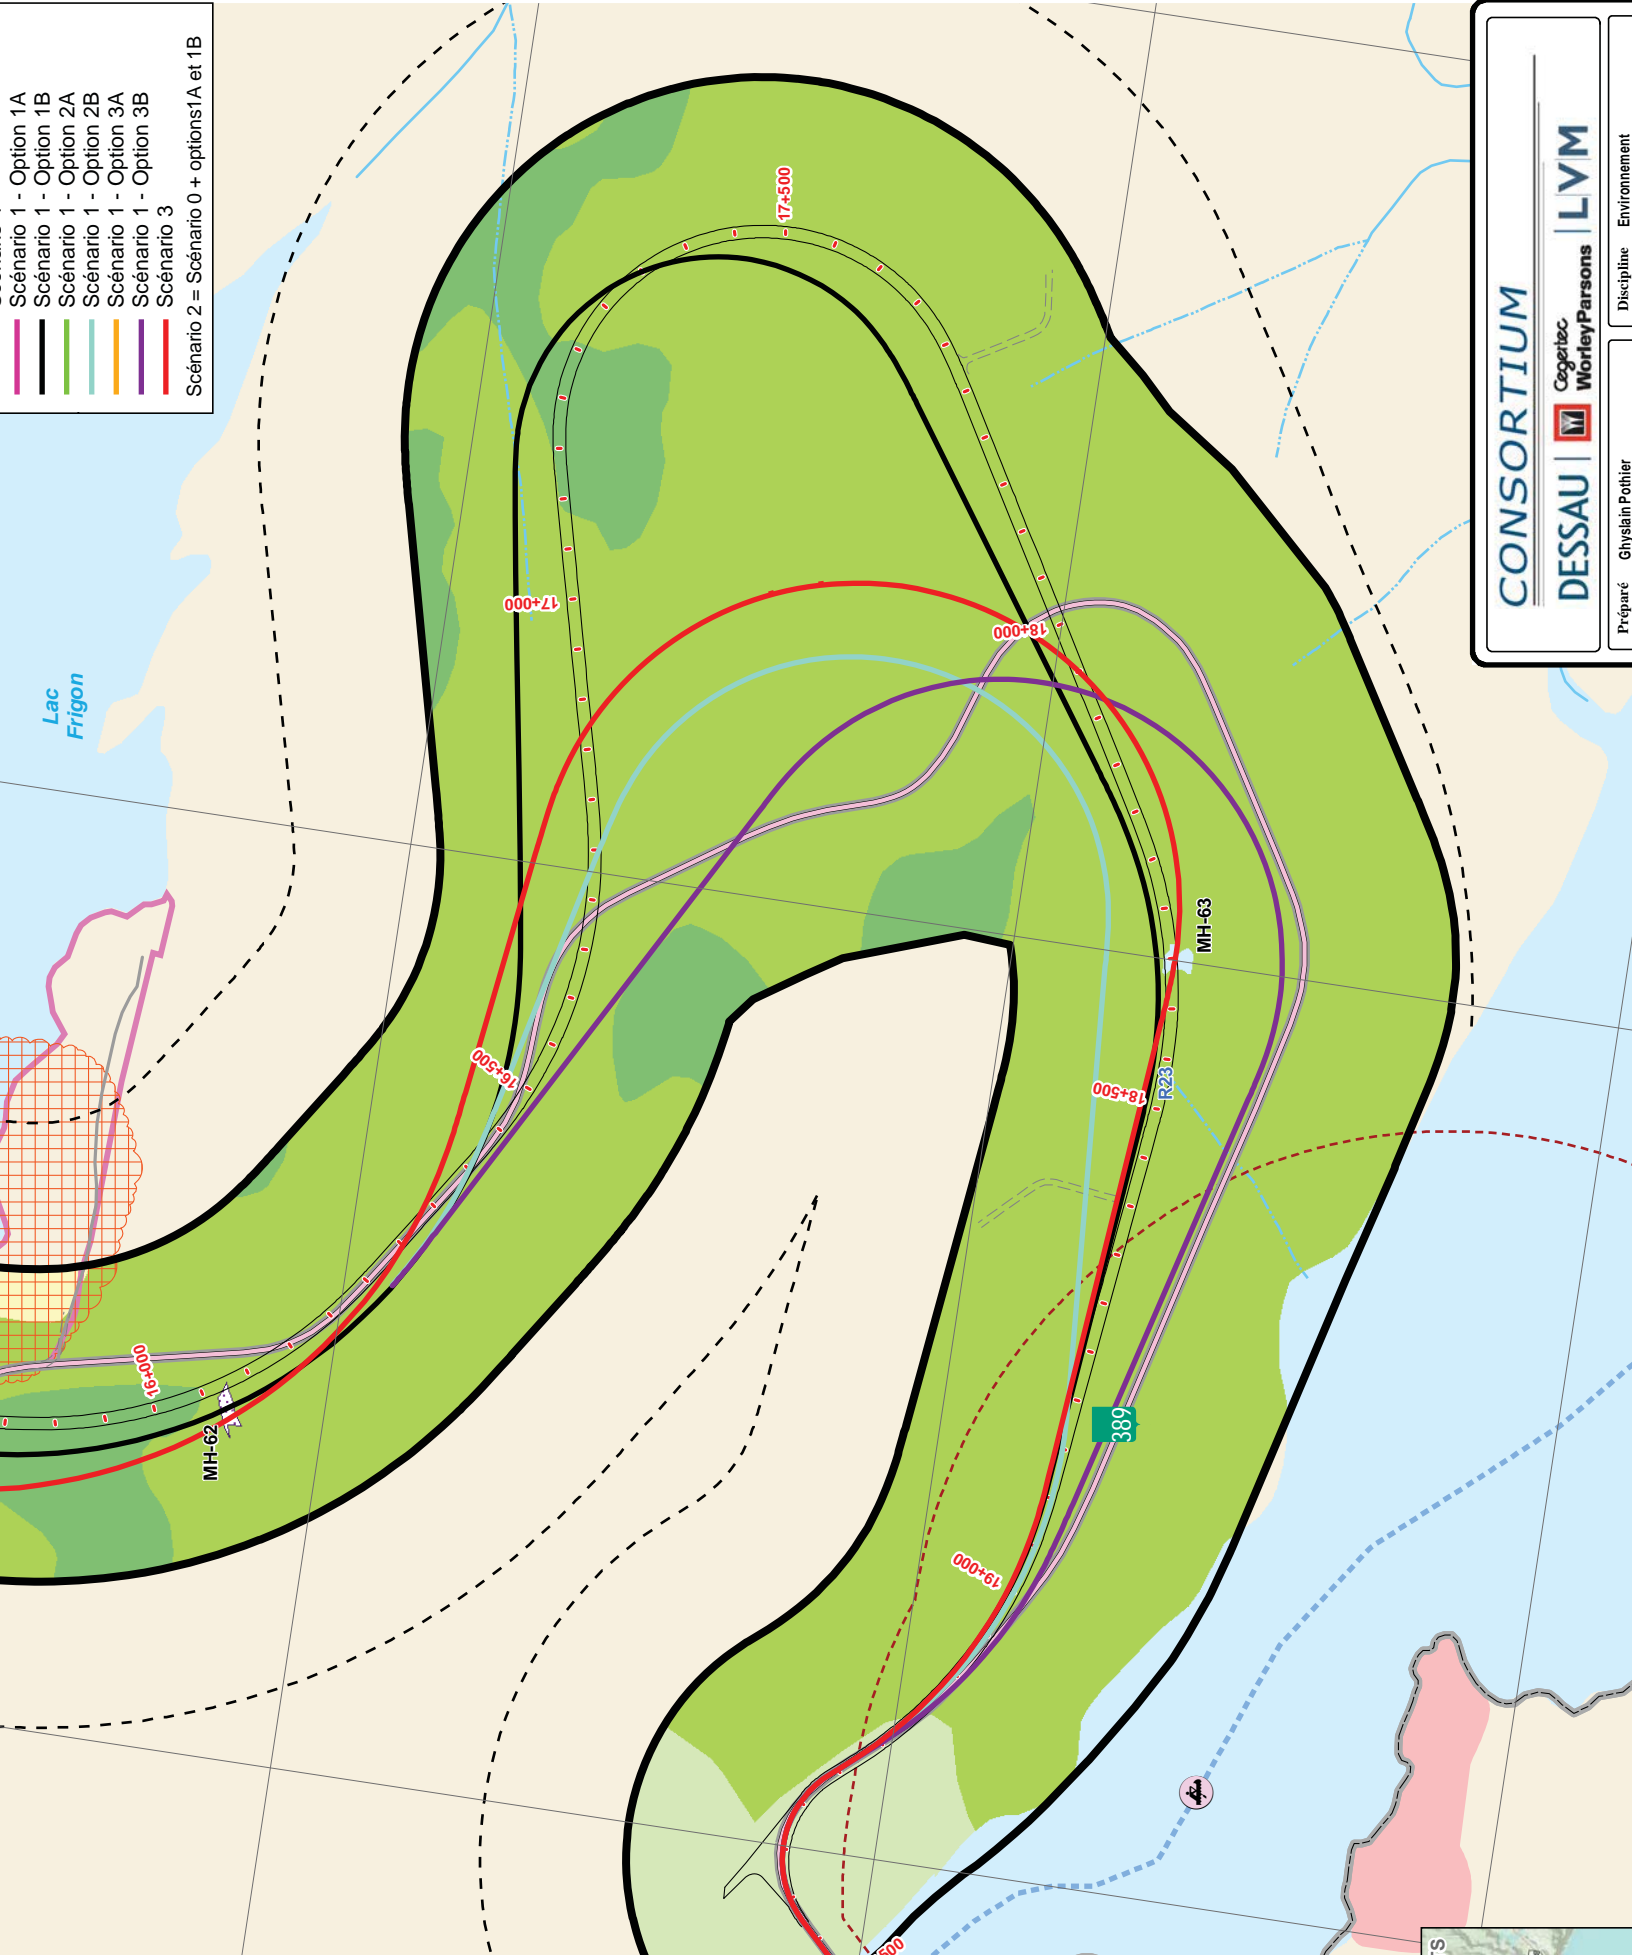 Scénario 1 - Option 1A
Scénario 1 - Option 1B
Scénario 1 - Option 2A
Scénario 1 - Option 2B
Scénario 1 - Option 3A
Scénario 1 - Option 3B
Scénario 3
Scénario 2 = Scénario 0 + options1A et 1B
Lac
Frigon
16+000
MH-62
16+500
17+000
17+500
18+000
MH-63
R23
18+500
389
19+000
500
CONSORTIUM
DESSAU
Cegertec
WorleyParsons
LVM
Préparé Ghyslain Pothier
Discipline Environnement